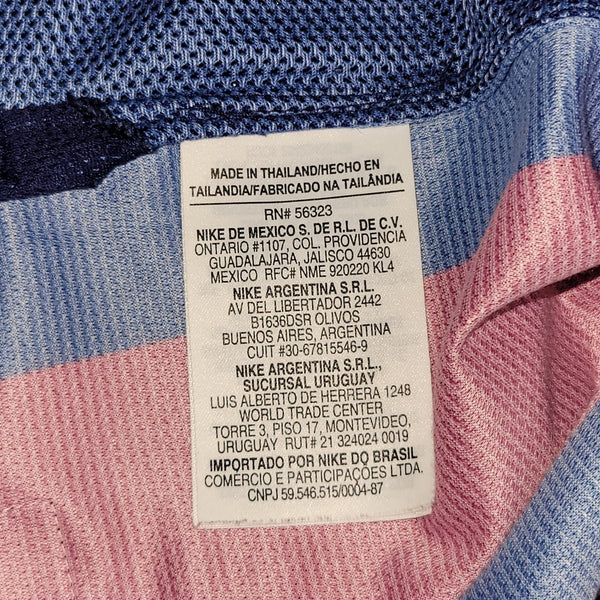 MADE IN THAILAND/HECHO EN
TAILANDIA/FABRICADO NA TAILÂNDIA
RN# 56323
NIKE DE MEXICO S. DE R.L. DE C.V.
ONTARIO #1107, COL. PROVIDENCIA
GUADALAJARA, JALISCO 44630
MEXICO RFC# NME 920220 KL4
NIKE ARGENTINA S.R.L.
AV DEL LIBERTADOR 2442
B1636DSR OLIVOS
BUENOS AIRES, ARGENTINA
CUIT #30-67815546-9
NIKE ARGENTINA S.R.L.,
SUCURSAL URUGUAY
LUIS ALBERTO DE HERRERA 1248
WORLD TRADE CENTER
TORRE 3, PISO 17, MONTEVIDEO,
URUGUAY RUT# 21 324024 0019
IMPORTADO POR NIKE DO BRASIL
COMÉRCIO E PARTICIPAÇÕES LTDA.
CNPJ 59.546.515/0004-87